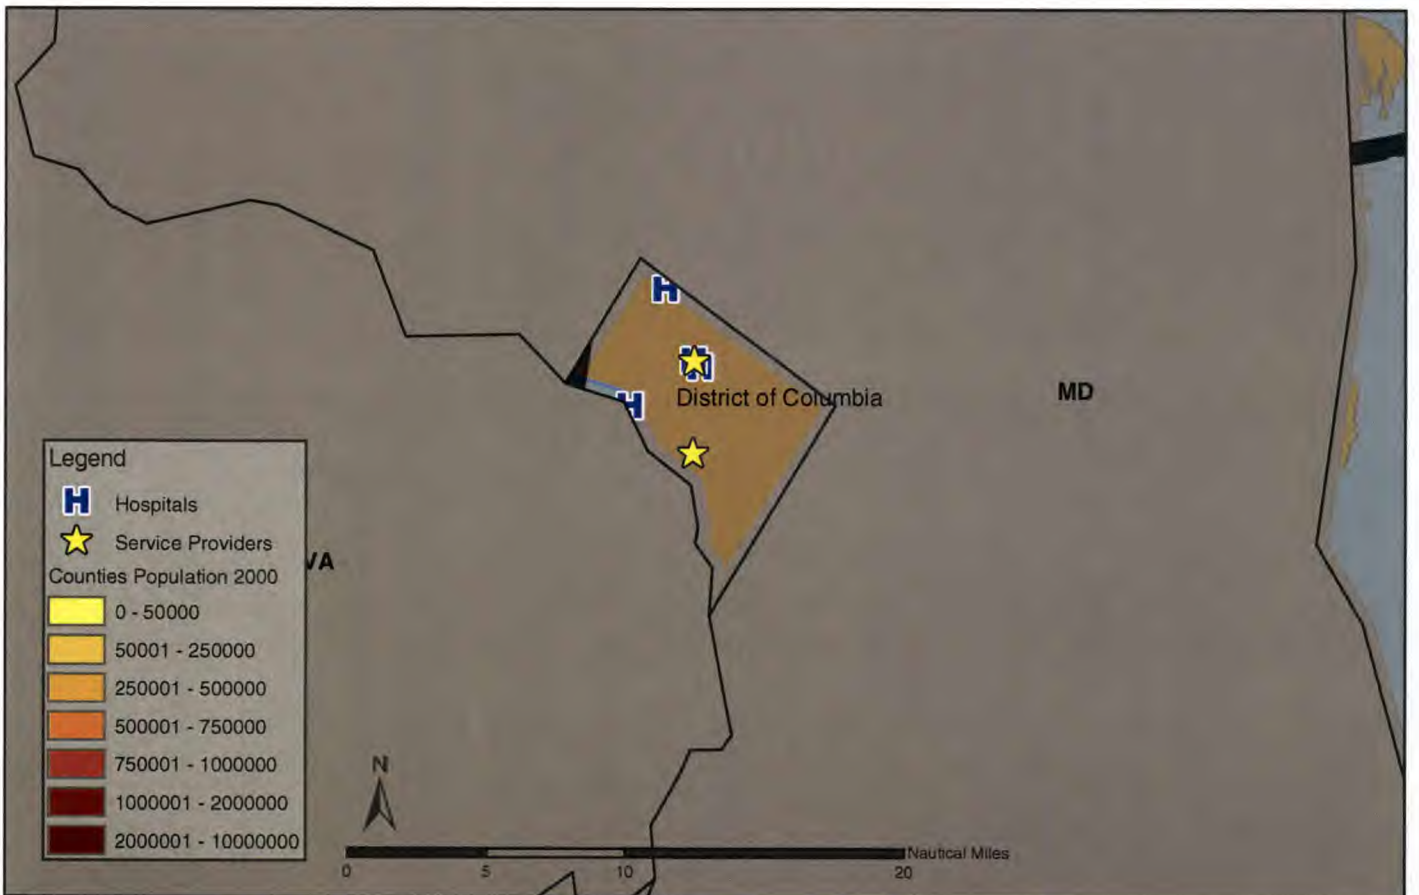 H
H
District of Columbia
H
MD
Legend
H Hospitals
Service Providers
VA
Counties Population 2000
0 - 50000
50001 - 250000
250001 - 500000
500001 - 750000
750001 - 1000000
1000001 - 2000000
2000001 - 10000000
N
Nautical Miles
0 5 10 20